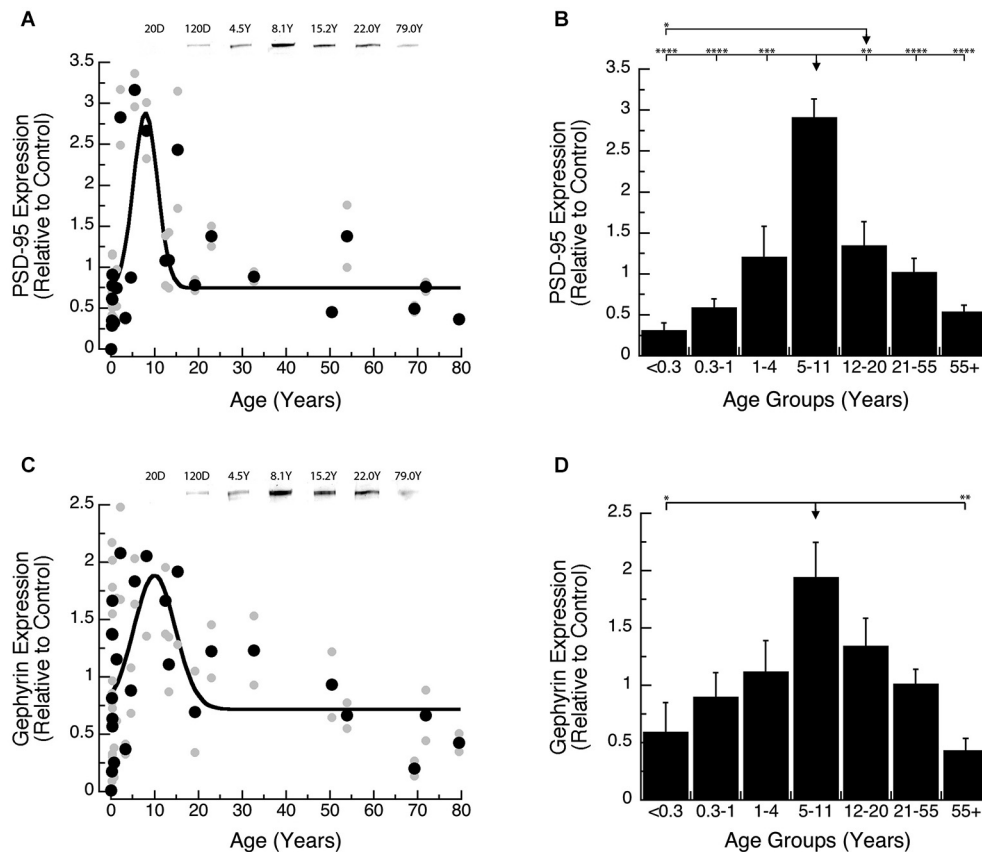 A
20D 120D 4.5Y 8.1Y 15.2Y 22.0Y 79.0Y
PSD-95 Expression
(Relative to Control)
3.5
3
2.5
2
1.5
1
0.5
0
0 10 20 30 40 50 60 70 80
Age (Years)
B
*
**** **** *** ** **** ****
PSD-95 Expression
(Relative to Control)
3.5
3
2.5
2
1.5
1
0.5
0
<0.3 0.3-1 1-4 5-11 12-20 21-55 55+
Age Groups (Years)
C
20D 120D 4.5Y 8.1Y 15.2Y 22.0Y 79.0Y
Gephyrin Expression
(Relative to Control)
2.5
2
1.5
1
0.5
0
0 10 20 30 40 50 60 70 80
Age (Years)
D
* **
Gephyrin Expression
(Relative to Control)
2.5
2
1.5
1
0.5
0
<0.3 0.3-1 1-4 5-11 12-20 21-55 55+
Age Groups (Years)